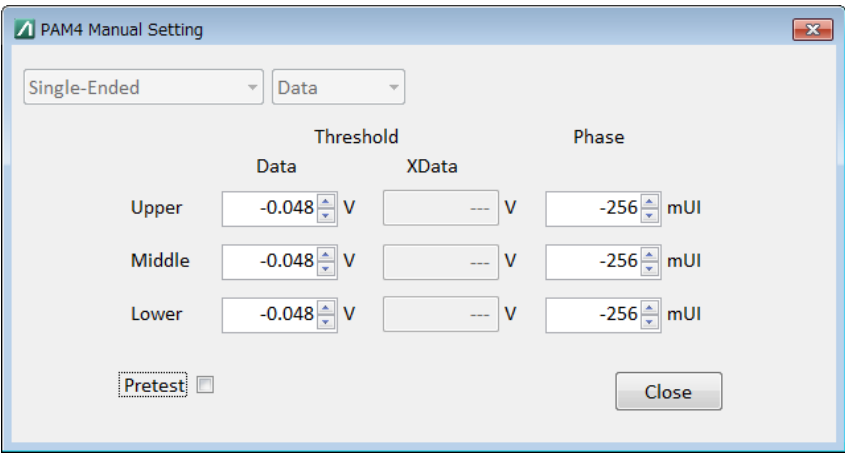 PAM4 Manual Setting
Single-Ended Data
Threshold Phase
Data XData
Upper -0.048 V --- V -256 mUI
Middle -0.048 V --- V -256 mUI
Lower -0.048 V --- V -256 mUI
Pretest Close